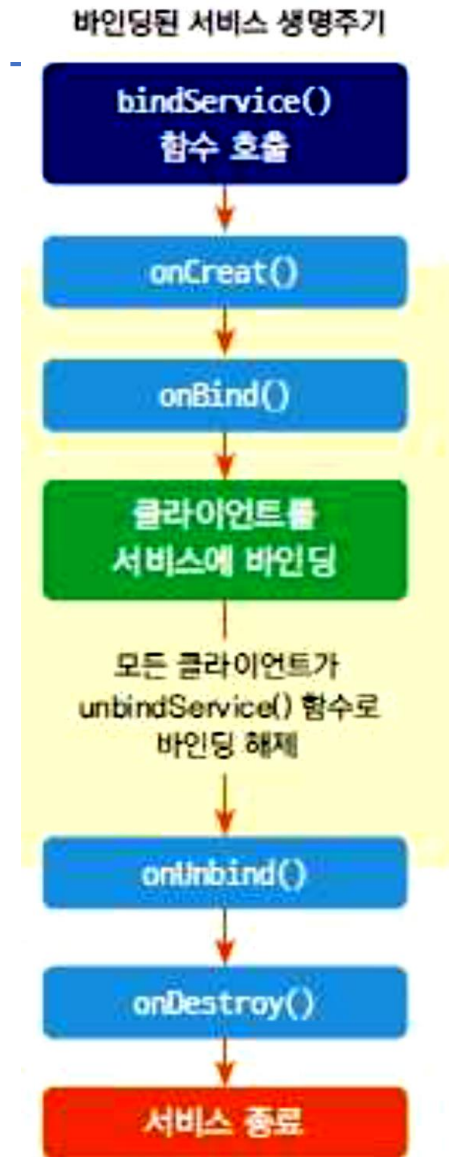 바인딩된 서비스 생명주기
bindService()
함수 호출
onCreat()
onBind()
클라이언트를
서비스에 바인딩
모든 클라이언트가
unbindService() 함수로
바인딩 해제
onUnbind()
onDestroy()
서비스 종료